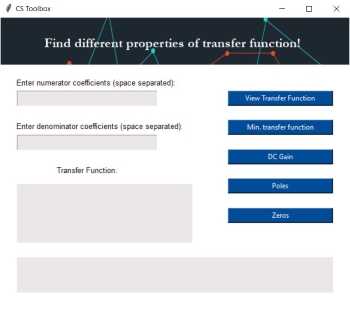 CS Toolbox
Find different properties of transfer function!
Enter numerator coefficients (space separated):
View Transfer Function
Enter denominator coefficients (space separated):
Min. transfer function
DC Gain
Transfer Function:
Poles
Zeros